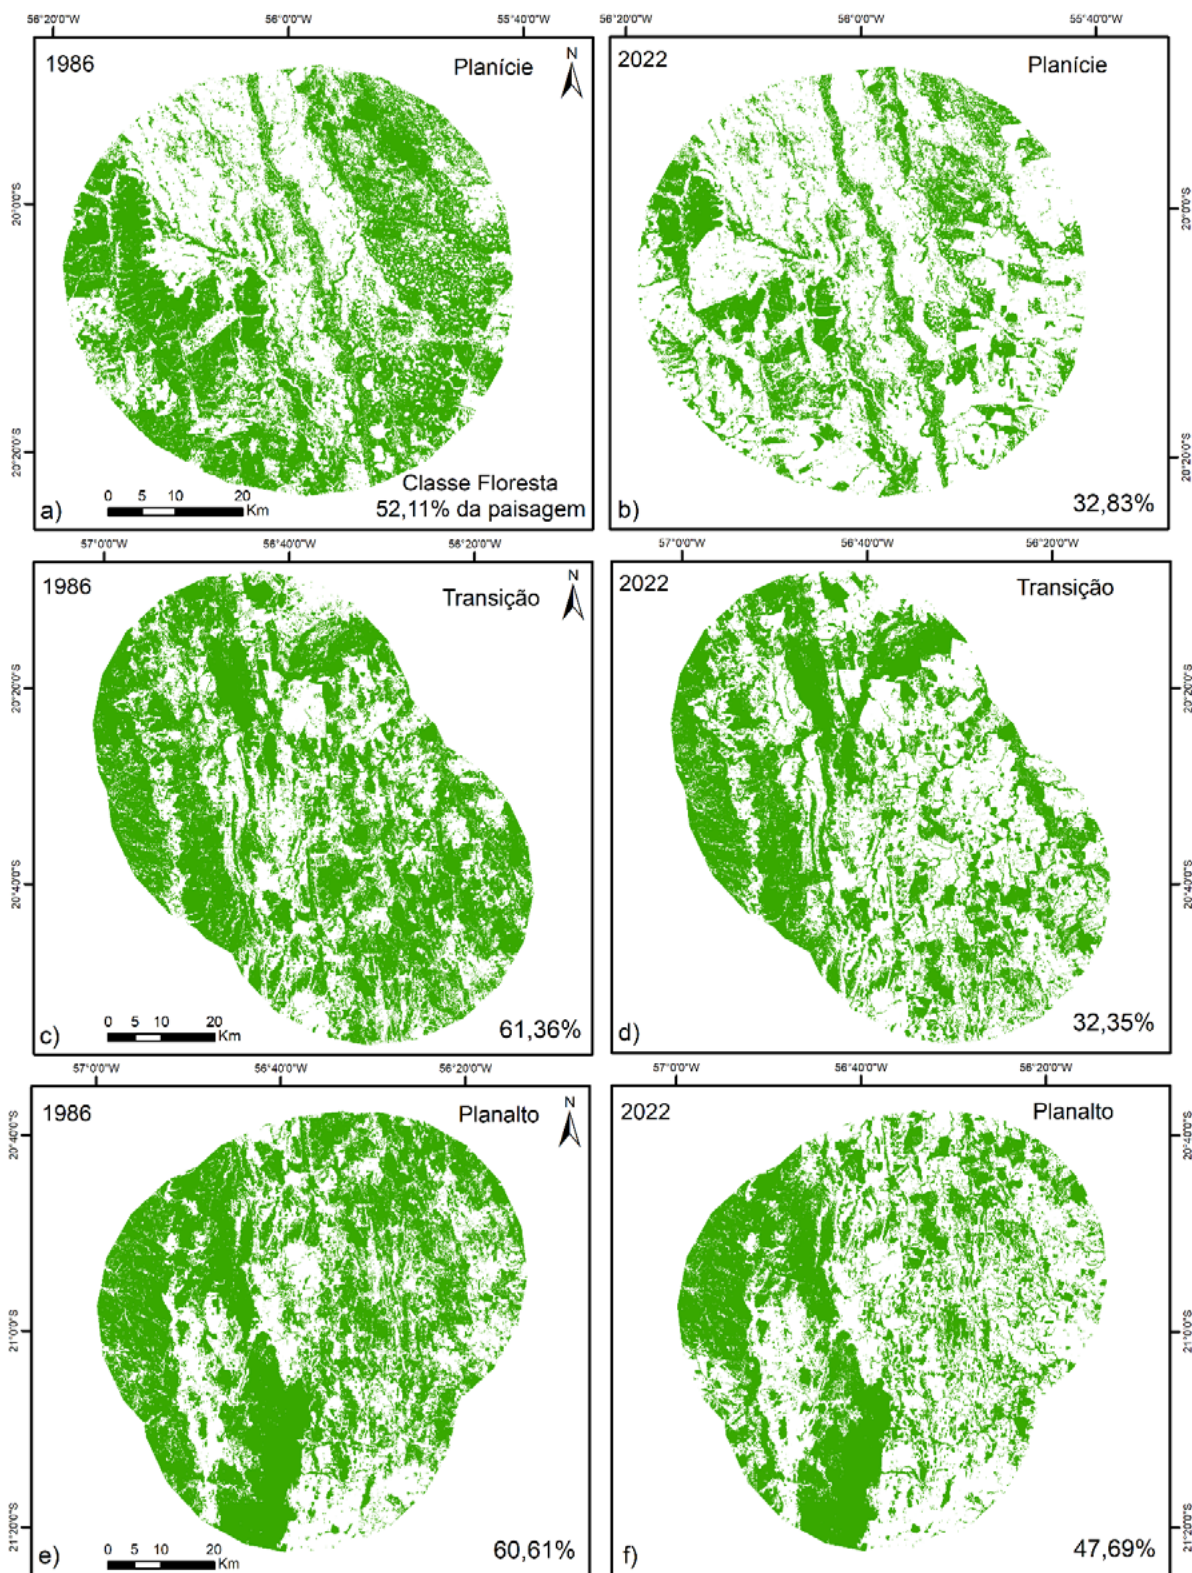 56°20'0"W 56°0'0"W 55°40'0"W
56°20'0"W 56°0'0"W 55°40'0"W
1986
Planície
N
2022
Planície
20°0'0"S
20°20'0"S
20°0'0"S
20°20'0"S
0 5 10 20
Km
a)
Classe Floresta
52,11% da paisagem
b)
32,83%
57°0'0"W 56°40'0"W 56°20'0"W
57°0'0"W 56°40'0"W 56°20'0"W
1986
Transição
N
2022
Transição
20°20'0"S
20°40'0"S
20°20'0"S
20°40'0"S
0 5 10 20
Km
c)
61,36%
d)
32,35%
57°0'0"W 56°40'0"W 56°20'0"W
57°0'0"W 56°40'0"W 56°20'0"W
1986
Planalto
N
2022
Planalto
20°40'0"S
21°0'0"S
21°20'0"S
20°40'0"S
21°0'0"S
21°20'0"S
0 5 10 20
Km
e)
60,61%
f)
47,69%